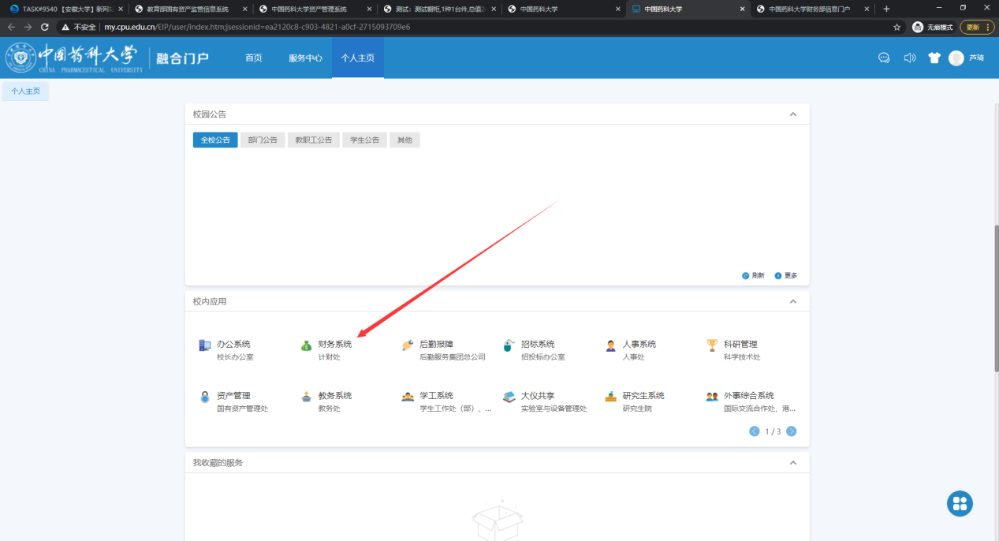 TASK#9540 【安徽大学】新网站
教育部国有资产监管信息系统
中国药科大学资产管理系统
测试：测试橱柜,1种1台件,总值2
中国药科大学
中国药科大学
中国药科大学财务部信息门户
不安全 my.cpu.edu.cn/EIP/user/index.htm;jsessionid=ea2120c8-c903-4821-a0cf-2715093709e6
无痕模式
更新
中国药科大学
CHINA PHARMACEUTICAL UNIVERSITY
融合门户
首页
服务中心
个人主页
芦琦
个人主页
校园公告
全校公告
部门公告
教职工公告
学生公告
其他
刷新
更多
校内应用
办公系统
校长办公室
财务系统
计财处
后勤报障
后勤服务集团总公司
招标系统
招投标办公室
人事系统
人事处
科研管理
科学技术处
资产管理
国有资产管理处
教务系统
教务处
学工系统
学生工作处（部）、...
大仪共享
实验室与设备管理处
研究生系统
研究生院
外事综合系统
国际交流合作处、港...
1 / 3
我收藏的服务